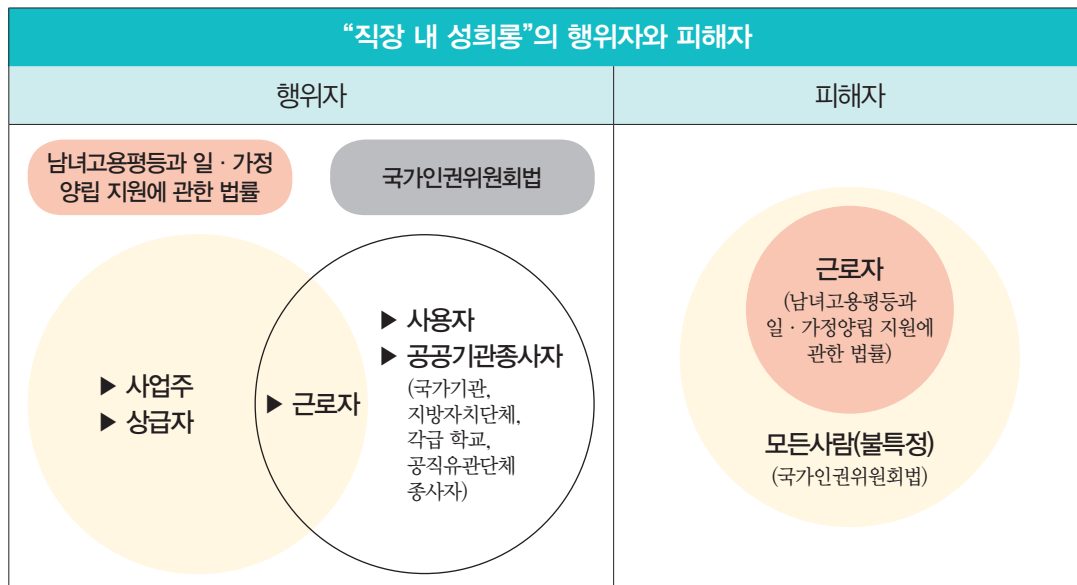 “직장 내 성희롱”의 행위자와 피해자
행위자
피해자
남녀고용평등과 일 · 가정
양립 지원에 관한 법률
국가인권위원회법
▶ 사업주
▶ 상급자
▶ 근로자
▶ 사용자
▶ 공공기관종사자
(국가기관,
지방자치단체,
각급 학교,
공직유관단체
종사자)
근로자
(남녀고용평등과
일 · 가정양립 지원에
관한 법률)
모든사람(불특정)
(국가인권위원회법)